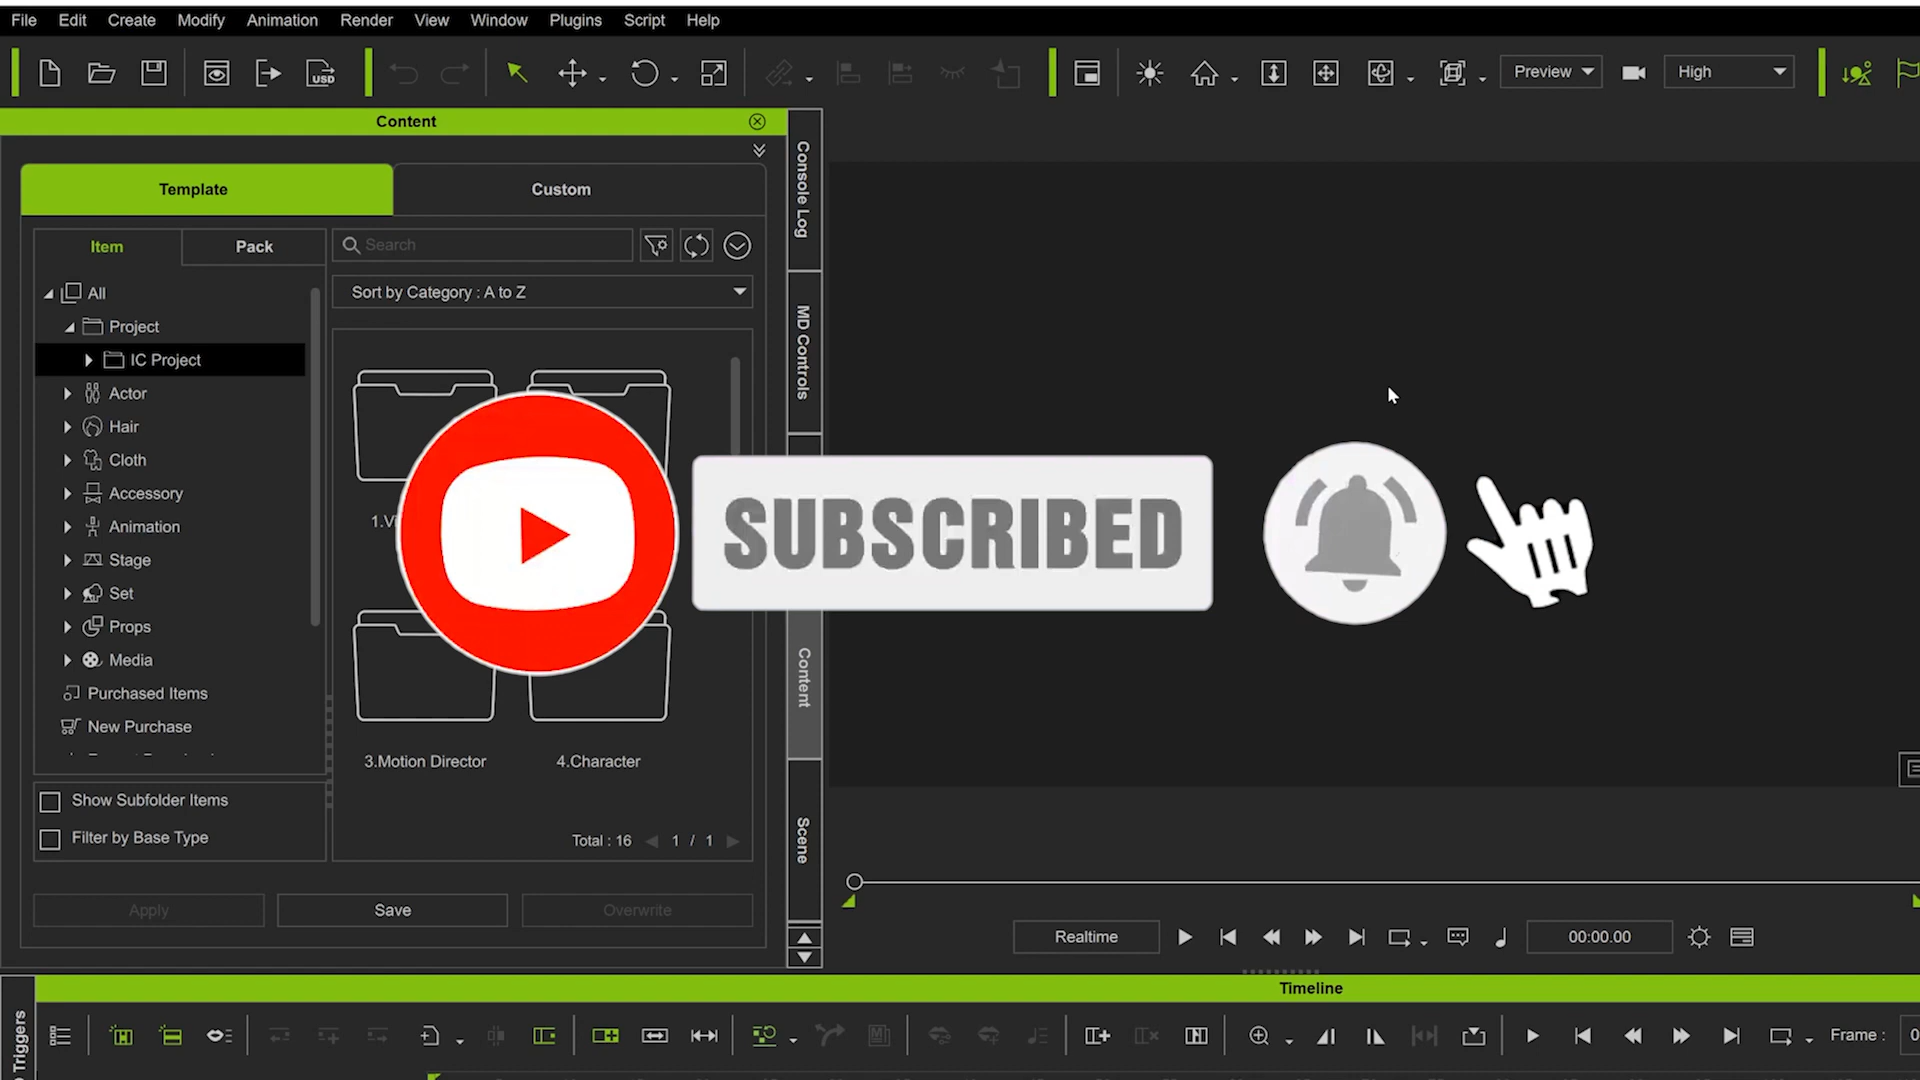 File Edit Create Modify Animation Render View Window Plugins Script Help
USD
Preview
High
Content
Template
Custom
Item
Pack
Search
Sort by Category : A to Z
All
Project
IC Project
Actor
Hair
Cloth
Accessory
Animation
Stage
Set
Props
Media
Purchased Items
New Purchase
Show Subfolder Items
Filter by Base Type
3.Motion Director
4.Character
Total : 16
1 / 1
Apply
Save
Overwrite
Console Log
MD Controls
Content
Scene
SUBSCRIBED
Realtime
00:00.00
Timeline
Triggers
Frame :